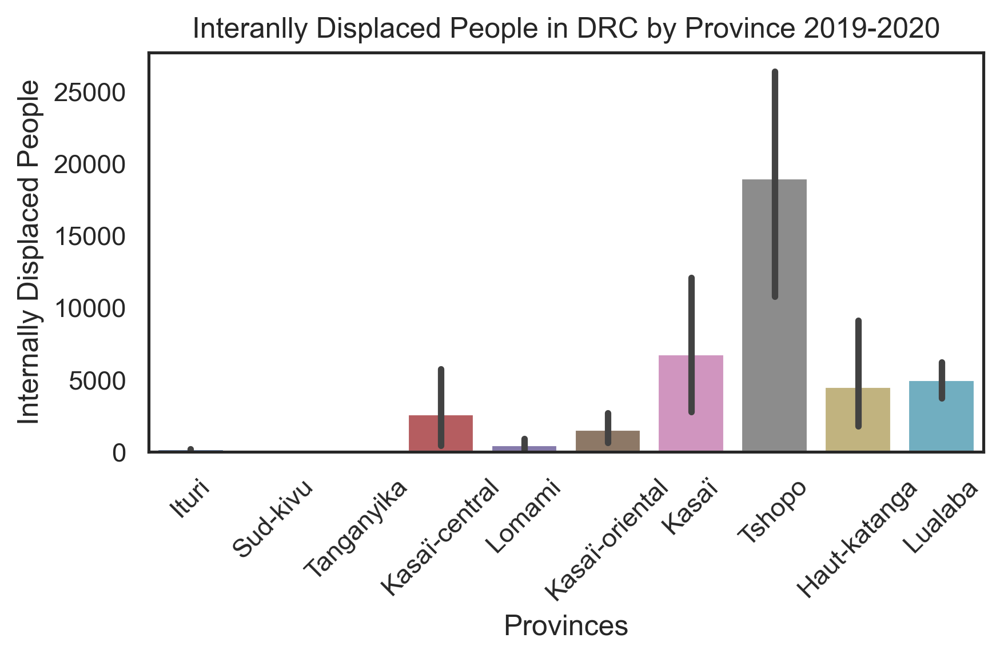 Interanlly Displaced People in DRC by Province 2019-2020
Internally Displaced People
25000
20000
15000
10000
5000
0
Ituri
Sud-kivu
Tanganyika
Kasaï-central
Lomami
Kasaï-oriental
Kasaï
Tshopo
Haut-katanga
Lualaba
Provinces